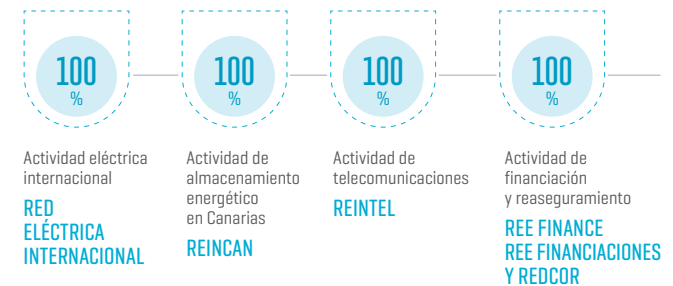 100
%
Actividad eléctrica
internacional
RED
ELÉCTRICA
INTERNACIONAL
100
%
Actividad de
almacenamiento
energético
en Canarias
REINCAN
100
%
Actividad de
telecomunicaciones
REINTEL
100
%
Actividad de
financiación
y reaseguramiento
REE FINANCE
REE FINANCIACIONES
Y REDCOR